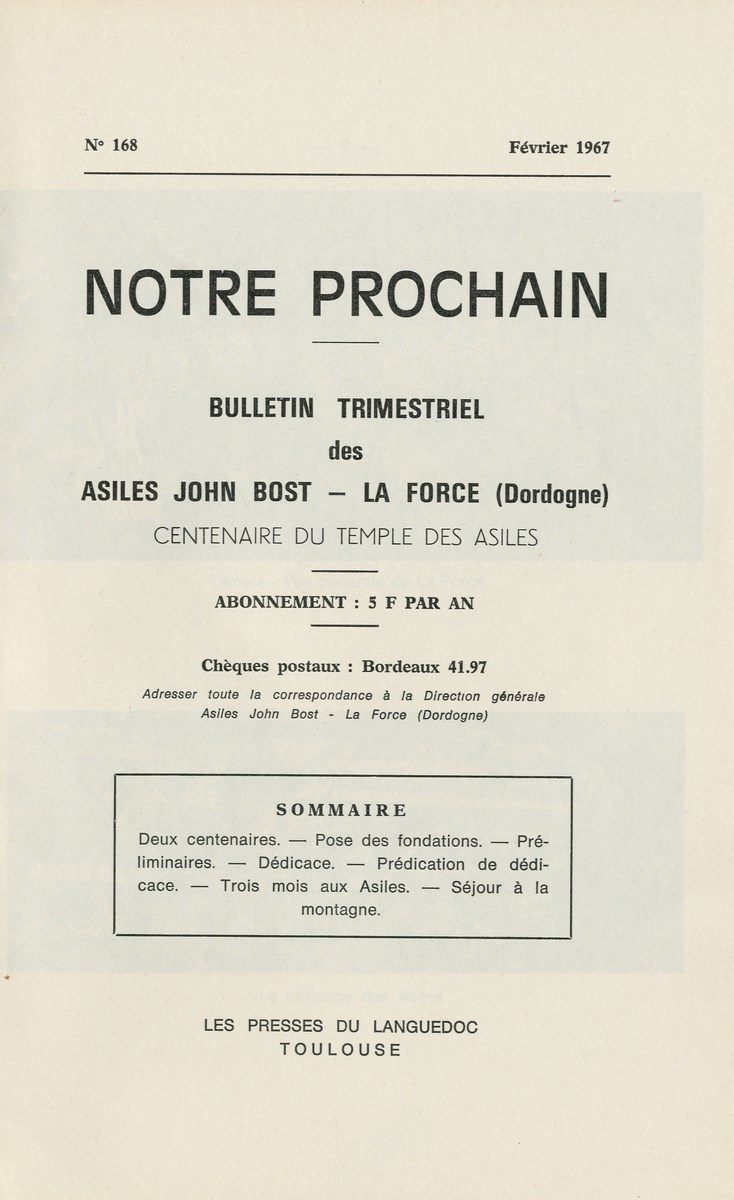 N° 168
Février 1967
NOTRE PROCHAIN
BULLETIN TRIMESTRIEL
des
ASILES JOHN BOST – LA FORCE (Dordogne)
CENTENAIRE DU TEMPLE DES ASILES
ABONNEMENT : 5 F PAR AN
Chèques postaux : Bordeaux 41.97
Adresser toute la correspondance à la Direction générale
Asiles John Bost - La Force (Dordogne)
SOMMAIRE
Deux centenaires. — Pose des fondations. — Pré-
liminaires. — Dédicace. — Prédication de dédi-
cace. — Trois mois aux Asiles. — Séjour à la
montagne.
LES PRESSES DU LANGUEDOC
TOULOUSE